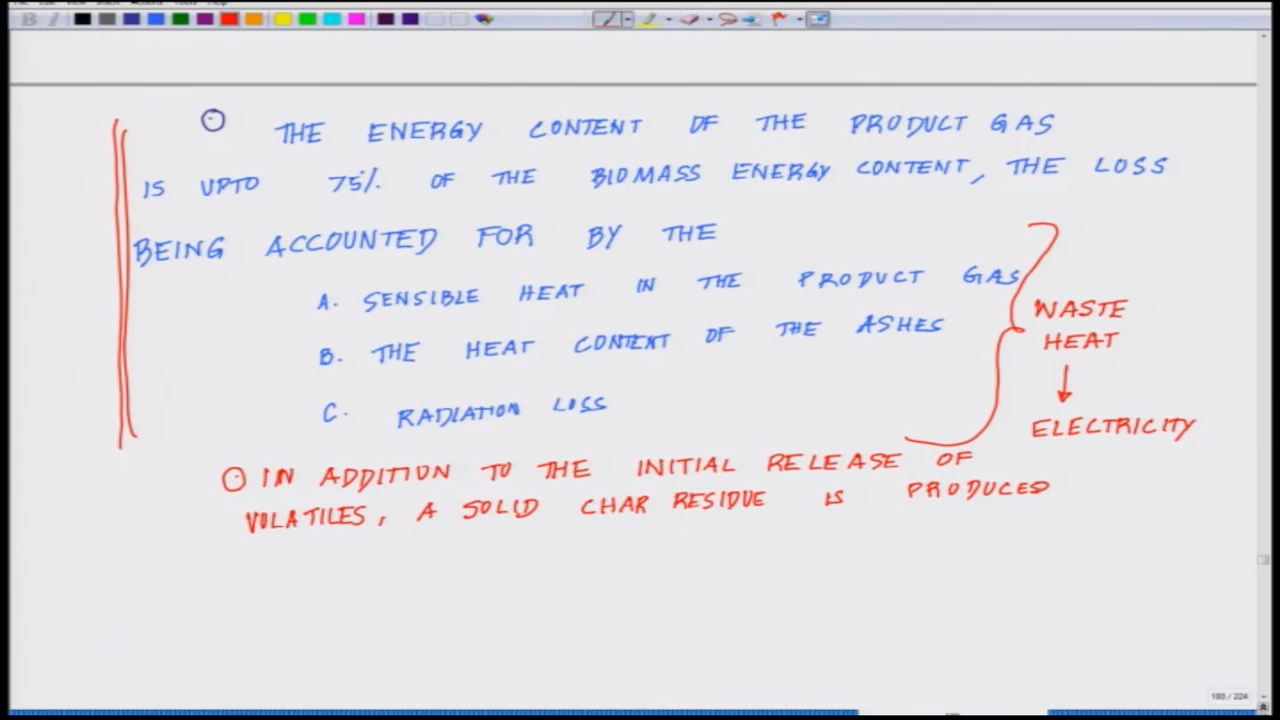 THE ENERGY CONTENT OF THE PRODUCT GAS
IS UPTO 75% OF THE BIOMASS ENERGY CONTENT, THE LOSS
BEING ACCOUNTED FOR BY THE
A. SENSIBLE HEAT IN THE PRODUCT GAS
B. THE HEAT CONTENT OF THE ASHES
C. RADIATION LOSS
WASTE
HEAT
↓
ELECTRICITY
IN ADDITION TO THE INITIAL RELEASE OF
VOLATILES, A SOLID CHAR RESIDUE IS PRODUCED
180 / 224